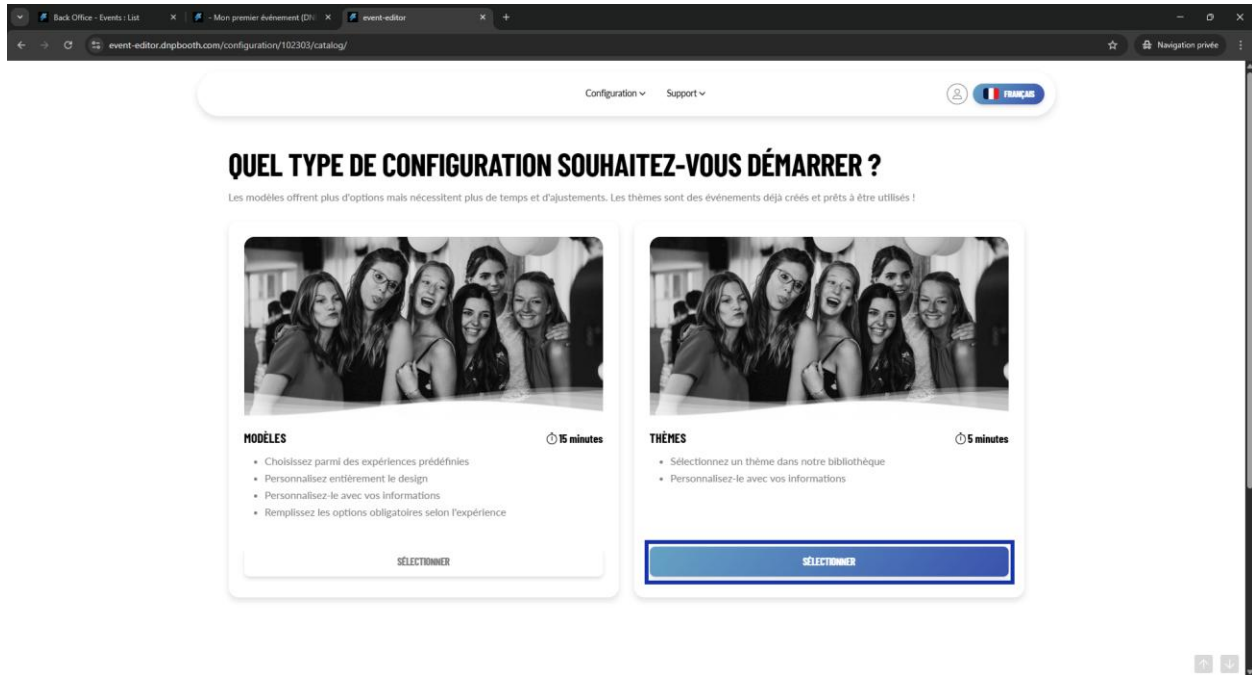 Back Office - Events : List
- Mon premier événement (DN
event-editor
event-editor.dnpbooth.com/configuration/102303/catalog/
Navigation privée
Configuration
Support
FRANÇAIS
QUEL TYPE DE CONFIGURATION SOUHAITEZ-VOUS DÉMARRER ?
Les modèles offrent plus d'options mais nécessitent plus de temps et d'ajustements. Les thèmes sont des événements déjà créés et prêts à être utilisés !
MODÈLES
15 minutes
• Choisissez parmi des expériences prédéfinies
• Personnalisez entièrement le design
• Personnalisez-le avec vos informations
• Remplissez les options obligatoires selon l'expérience
SÉLECTIONNER
THÈMES
5 minutes
• Sélectionnez un thème dans notre bibliothèque
• Personnalisez-le avec vos informations
SÉLECTIONNER